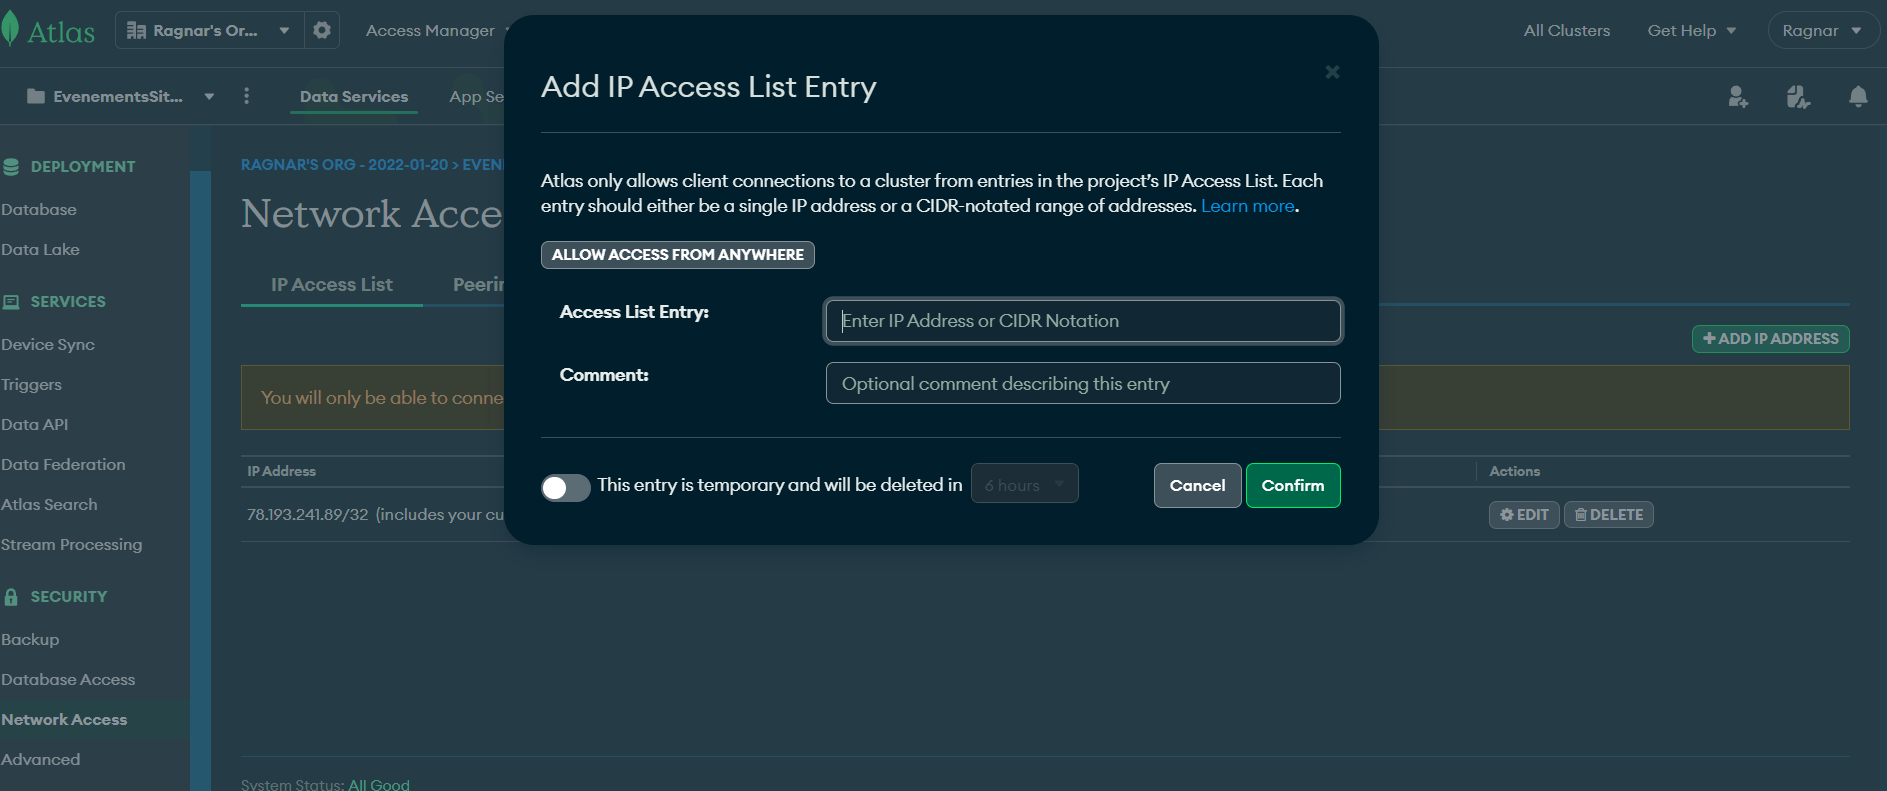 Atlas
Ragnar's Or...
Access Manager
All Clusters
Get Help
Ragnar
EvenementsSit...
Data Services
App Se
DEPLOYMENT
Database
Data Lake
SERVICES
Device Sync
Triggers
Data API
Data Federation
Atlas Search
Stream Processing
SECURITY
Backup
Database Access
Network Access
Advanced
RAGNAR'S ORG - 2022-01-20 > EVEN
Network Acce
IP Access List
Peerin
+ ADD IP ADDRESS
You will only be able to conne
IP Address
Actions
78.193.241.89/32 (includes your cu
EDIT
DELETE
System Status: All Good
Add IP Access List Entry
×
Atlas only allows client connections to a cluster from entries in the project's IP Access List. Each
entry should either be a single IP address or a CIDR-notated range of addresses. Learn more.
ALLOW ACCESS FROM ANYWHERE
Access List Entry:
Enter IP Address or CIDR Notation
Comment:
Optional comment describing this entry
This entry is temporary and will be deleted in
6 hours
Cancel
Confirm